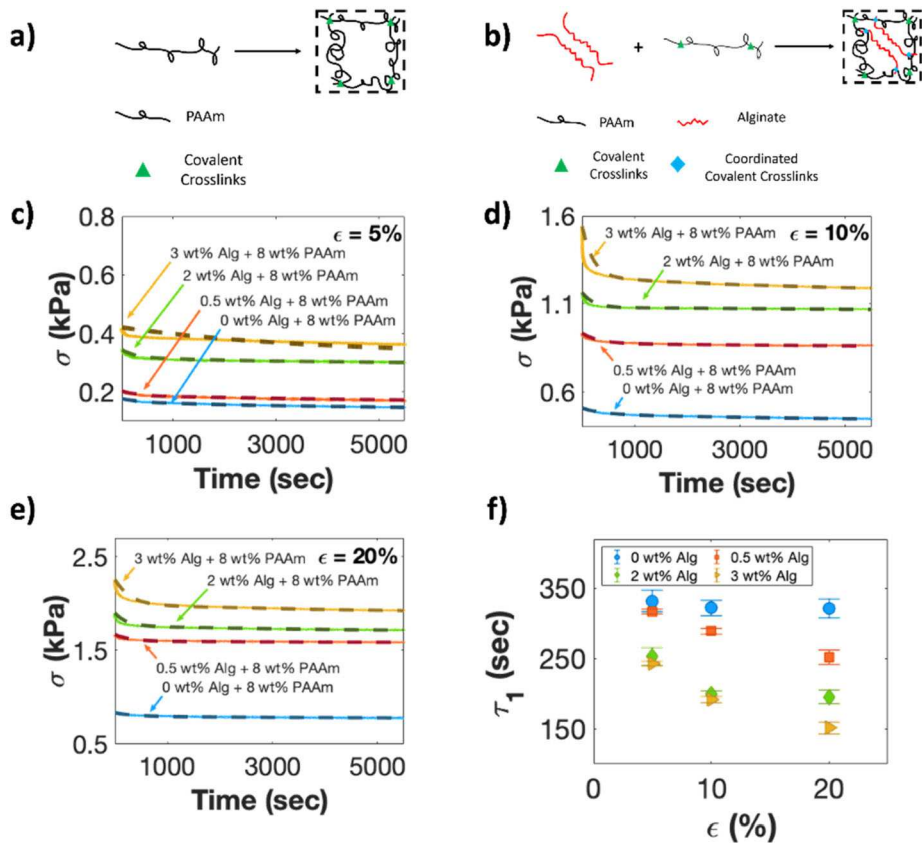 a)
PAAm
Covalent
Crosslinks
b)
+
PAAm
Alginate
Covalent
Crosslinks
Coordinated
Covalent Crosslinks
c)
0.8
0.6
0.4
0.2
σ (kPa)
ϵ = 5%
3 wt% Alg + 8 wt% PAAm
2 wt% Alg + 8 wt% PAAm
0.5 wt% Alg + 8 wt% PAAm
0 wt% Alg + 8 wt% PAAm
1000 3000 5000
Time (sec)
d)
1.6
1.1
0.6
σ (kPa)
ϵ = 10%
3 wt% Alg + 8 wt% PAAm
2 wt% Alg + 8 wt% PAAm
0.5 wt% Alg + 8 wt% PAAm
0 wt% Alg + 8 wt% PAAm
1000 3000 5000
Time (sec)
e)
2.5
1.5
0.5
σ (kPa)
ϵ = 20%
3 wt% Alg + 8 wt% PAAm
2 wt% Alg + 8 wt% PAAm
0.5 wt% Alg + 8 wt% PAAm
0 wt% Alg + 8 wt% PAAm
1000 3000 5000
Time (sec)
f)
0 wt% Alg 0.5 wt% Alg
2 wt% Alg 3 wt% Alg
350
250
150
τ1 (sec)
0 10 20
ϵ (%)